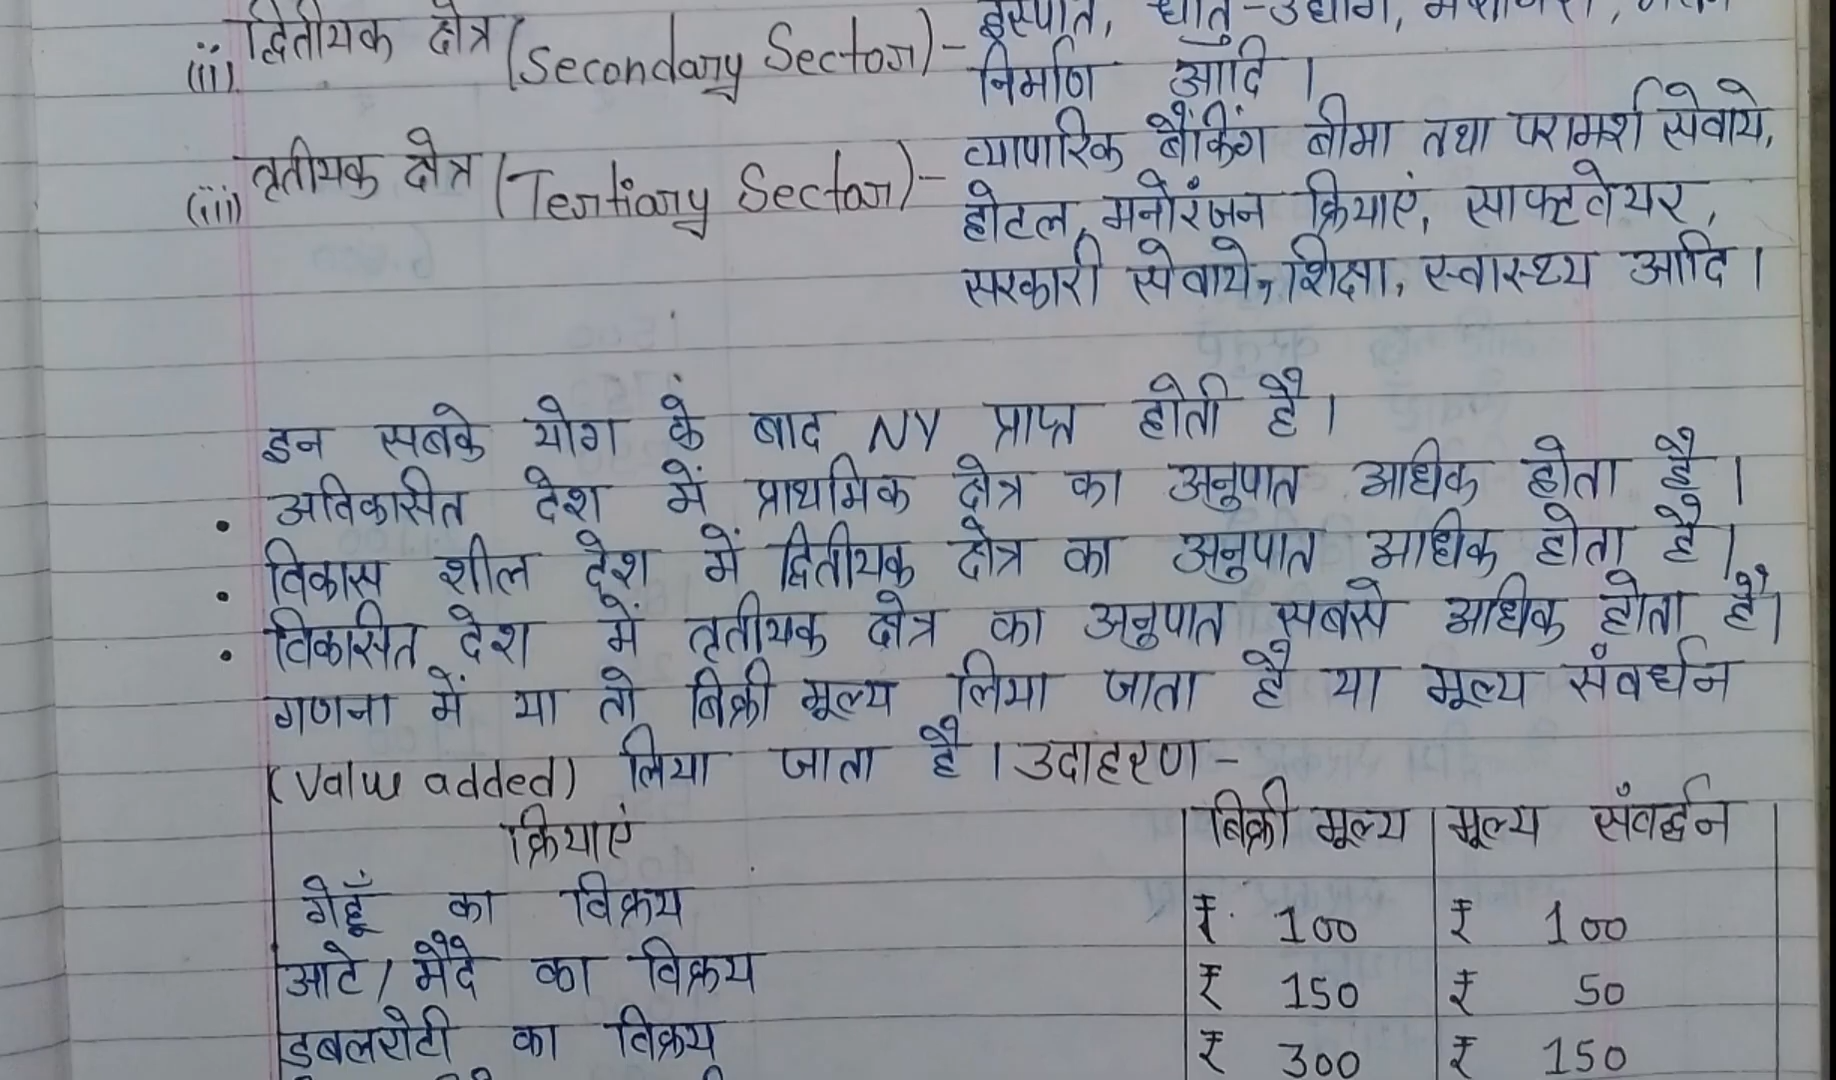 इस्पात, धातु-उद्योग,
(ii) द्वितीयक क्षेत्र (Secondary Sector) - निर्माण आदि ।
(iii) तृतीयक क्षेत्र (Tertiary Sector) - व्यापारिक बैंकिंग बीमा तथा परामर्श सेवाये,
होटल, मनोरंजन क्रियाएं, साफ्टवेयर,
सरकारी सेवाये, शिक्षा, स्वास्थ्य आदि ।
इन सबके योग कें बाद NY प्राप्त होती है ।
• अविकसित देश में प्राथमिक क्षेत्र का अनुपात अधिक होता है ।
• विकास शील देश में द्वितीयक क्षेत्र का अनुपात अधिक होता है ।
• विकसित देश में तृतीयक क्षेत्र का अनुपात सबसे अधिक होता है ।
गणना में या तो बिक्री मूल्य लिया जाता है या मूल्य संवर्धन
(Value added) लिया जाता है । उदाहरण -
क्रियाएं बिक्री मूल्य मूल्य संवर्द्धन
गेहूँ का विक्रय ₹ 100 ₹ 100
आटे / मैदे का विक्रय ₹ 150 ₹ 50
डबलरोटी का विक्रय ₹ 300 ₹ 150